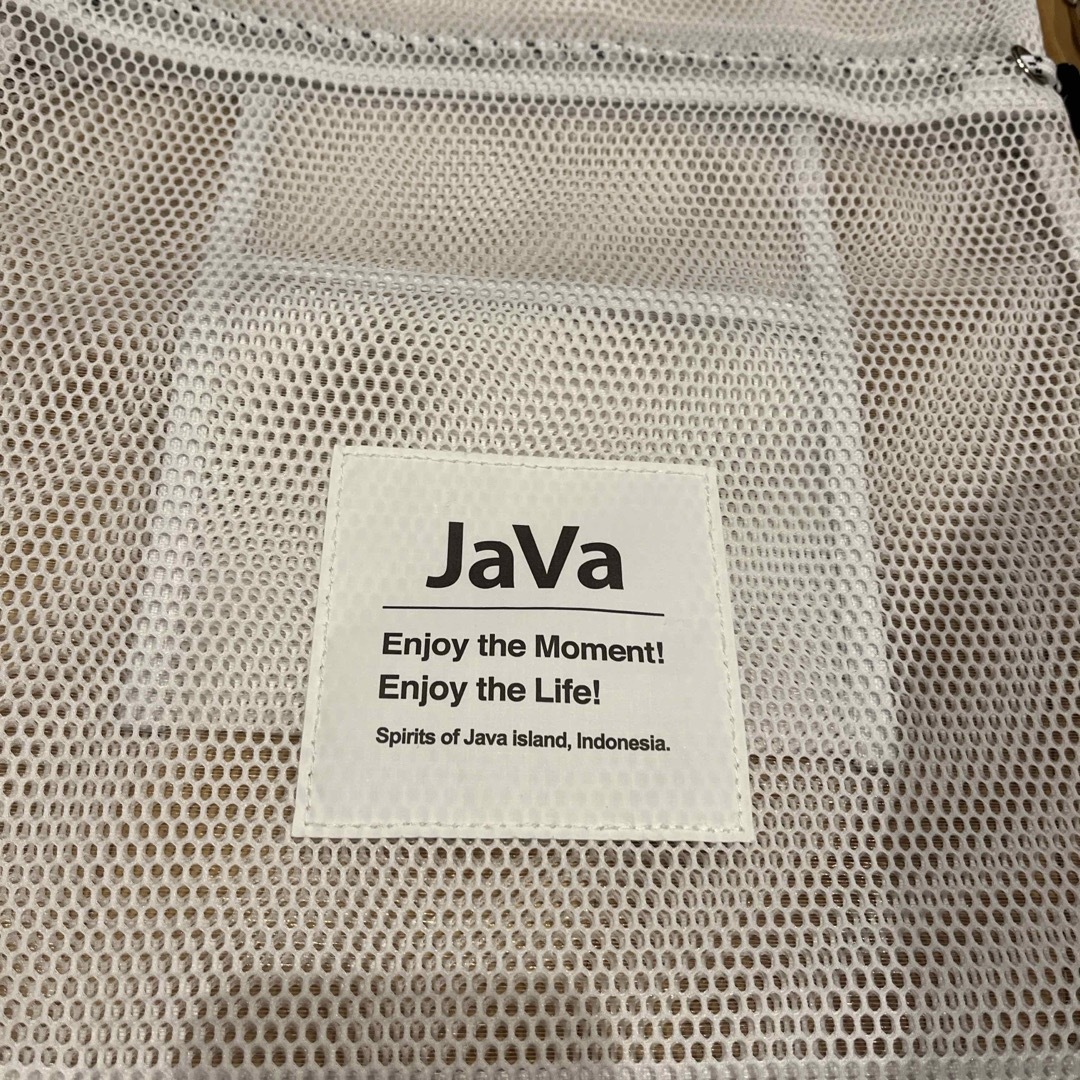 JaVa
Enjoy the Moment!
Enjoy the Life!
Spirits of Java island, Indonesia.